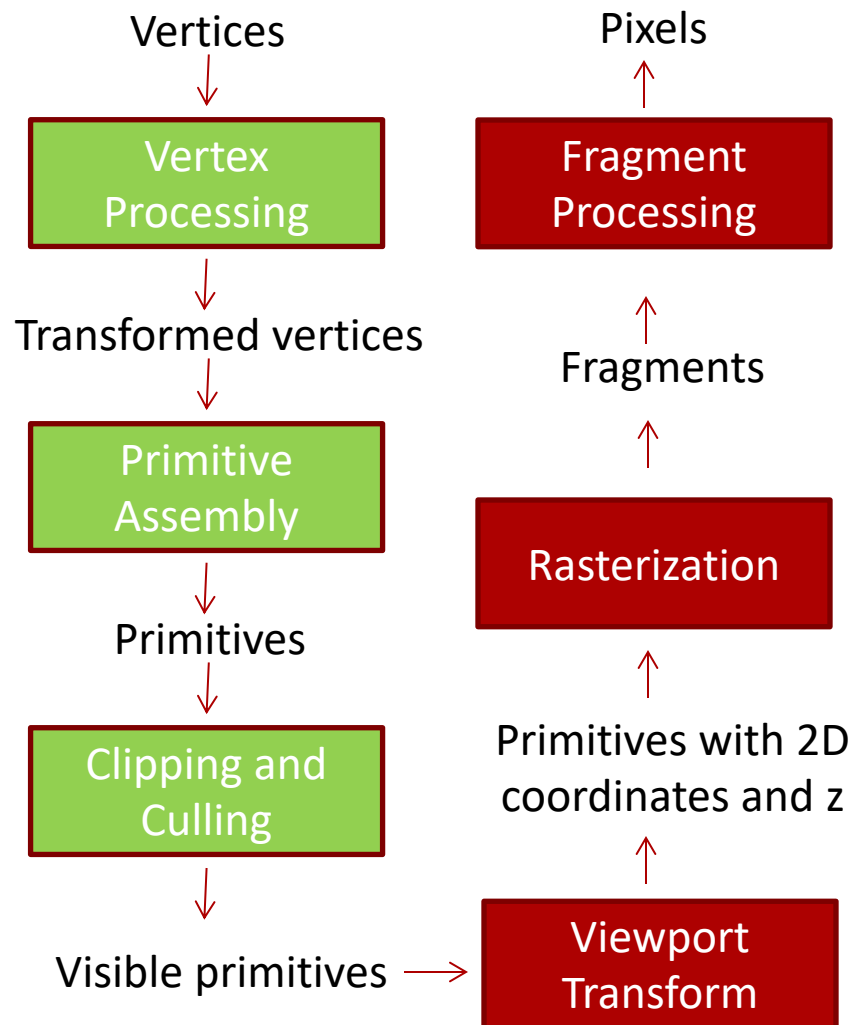 Vertices
Vertex
Processing
Transformed vertices
Primitive
Assembly
Primitives
Clipping and
Culling
Visible primitives
Viewport
Transform
Primitives with 2D
coordinates and z
Rasterization
Fragments
Fragment
Processing
Pixels